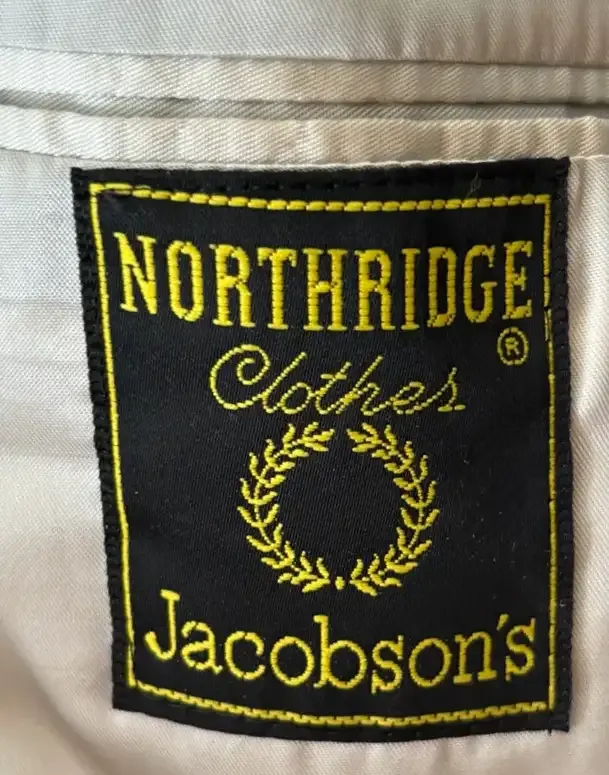 NORTHRIDGE
®
Clothes
Jacobson's